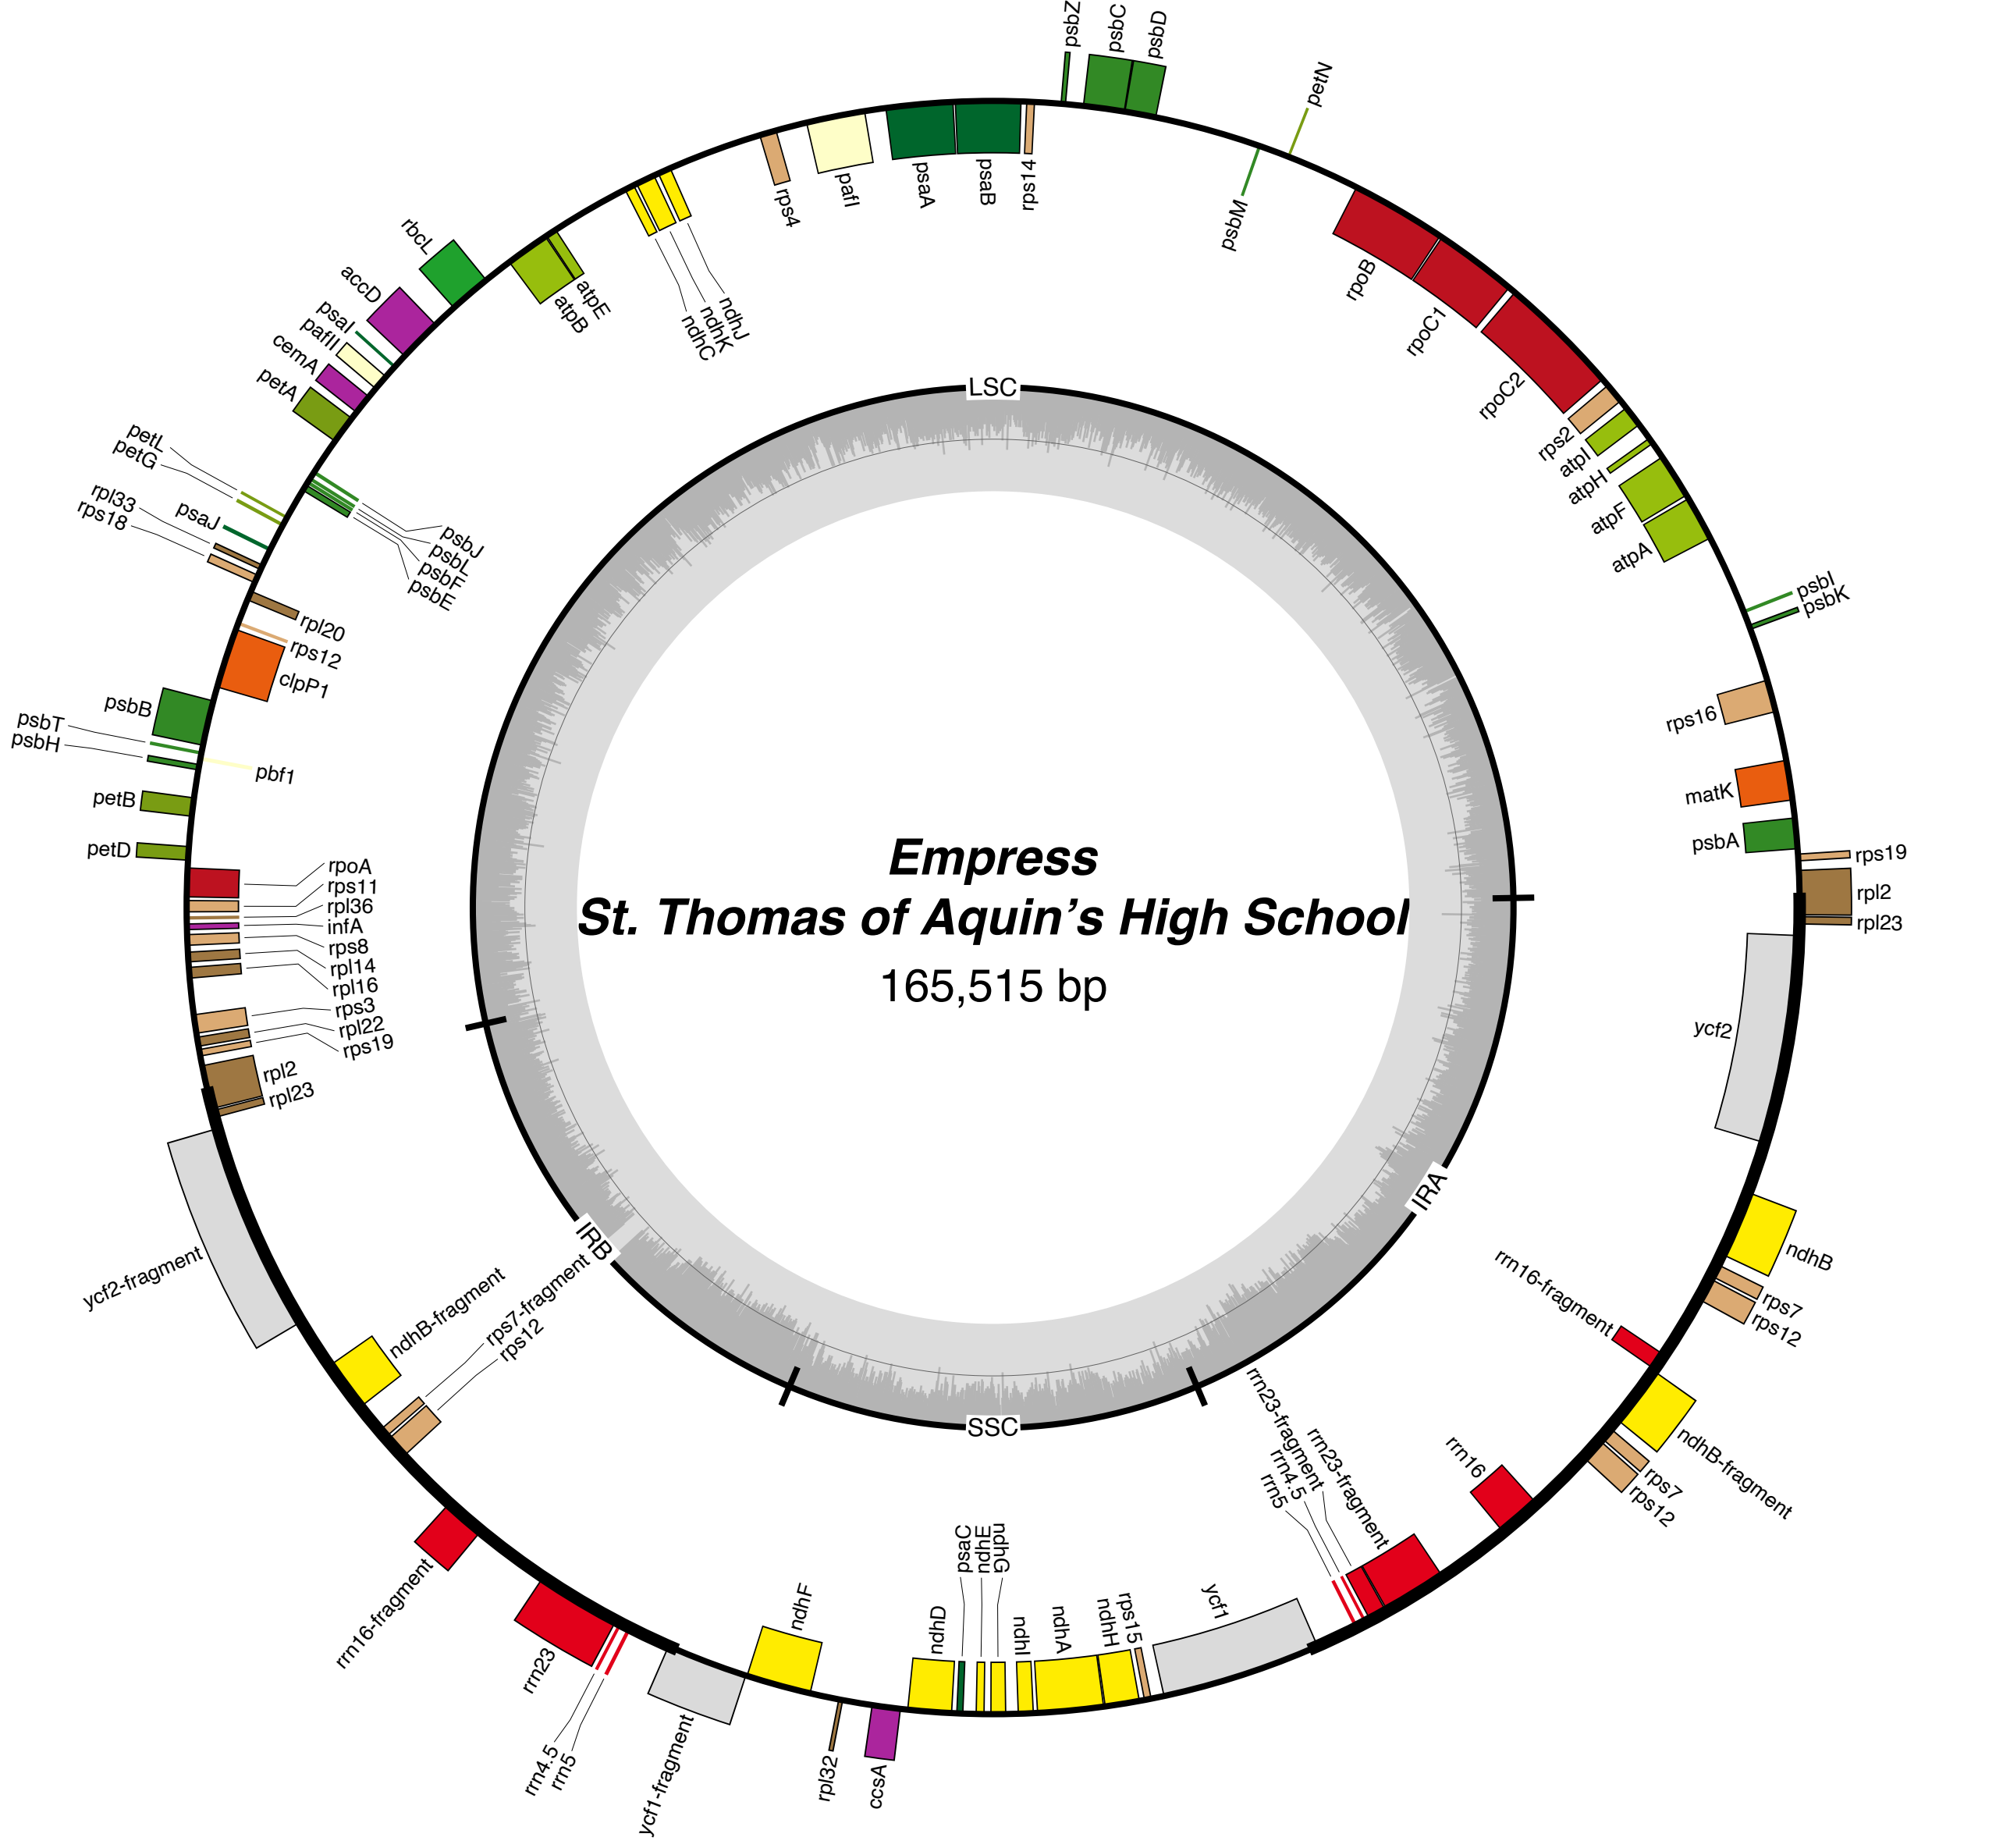 psbZ
psbC
psbD
petN
psbM
rpoB
rpoC1
rpoC2
rps2
atpI
atpH
atpF
atpA
psbI
psbK
rps16
matK
psbA
rps19
rpl2
rpl23
ycf2
ndhB
rps7
rps12
rrn16-fragment
ndhB-fragment
rps7
rps12
rrn16
rrn23-fragment
rrn23-fragment
rrn4.5
rrn5
ycf1
rps15
ndhH
ndhA
ndhI
ndhG
ndhE
psaC
ndhD
ccsA
rpl32
ndhF
ycf1-fragment
rrn5
rrn4.5
rrn23
rrn16-fragment
rps12
rps7-fragment
ndhB-fragment
ycf2-fragment
rpl23
rpl2
rps19
rpl22
rps3
rpl16
rpl14
rps8
infA
rpl36
rps11
rpoA
petD
petB
pbf1
psbH
psbT
psbB
clpP1
rps12
rpl20
rps18
rpl33
psaJ
psbE
psbF
psbL
psbJ
petG
petL
petA
cemA
pafII
psaI
accD
rbcL
atpB
atpE
ndhC
ndhK
ndhJ
rps4
pafI
psaA
psaB
rps14
LSC
IRA
SSC
IRB
Empress
St. Thomas of Aquin’s High School
165,515 bp